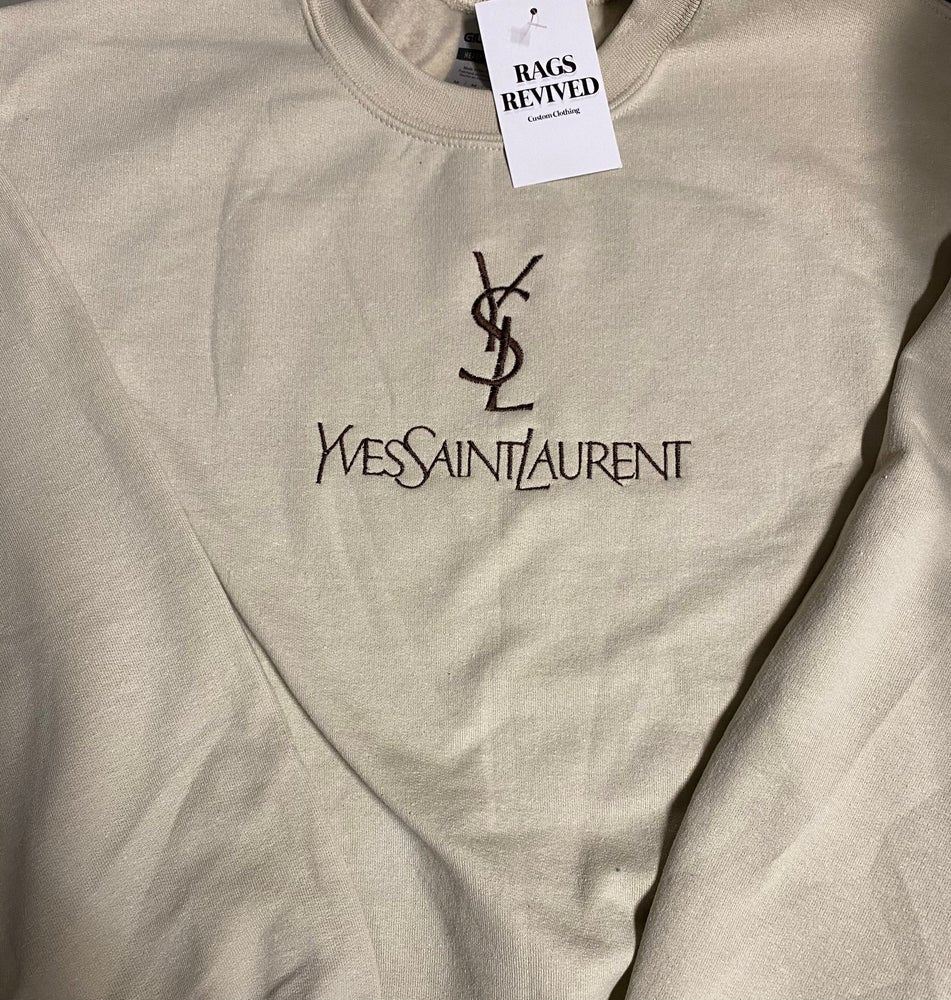 RAGS
REVIVED
Custom Clothing
YSL
YVESSAINTLAURENT